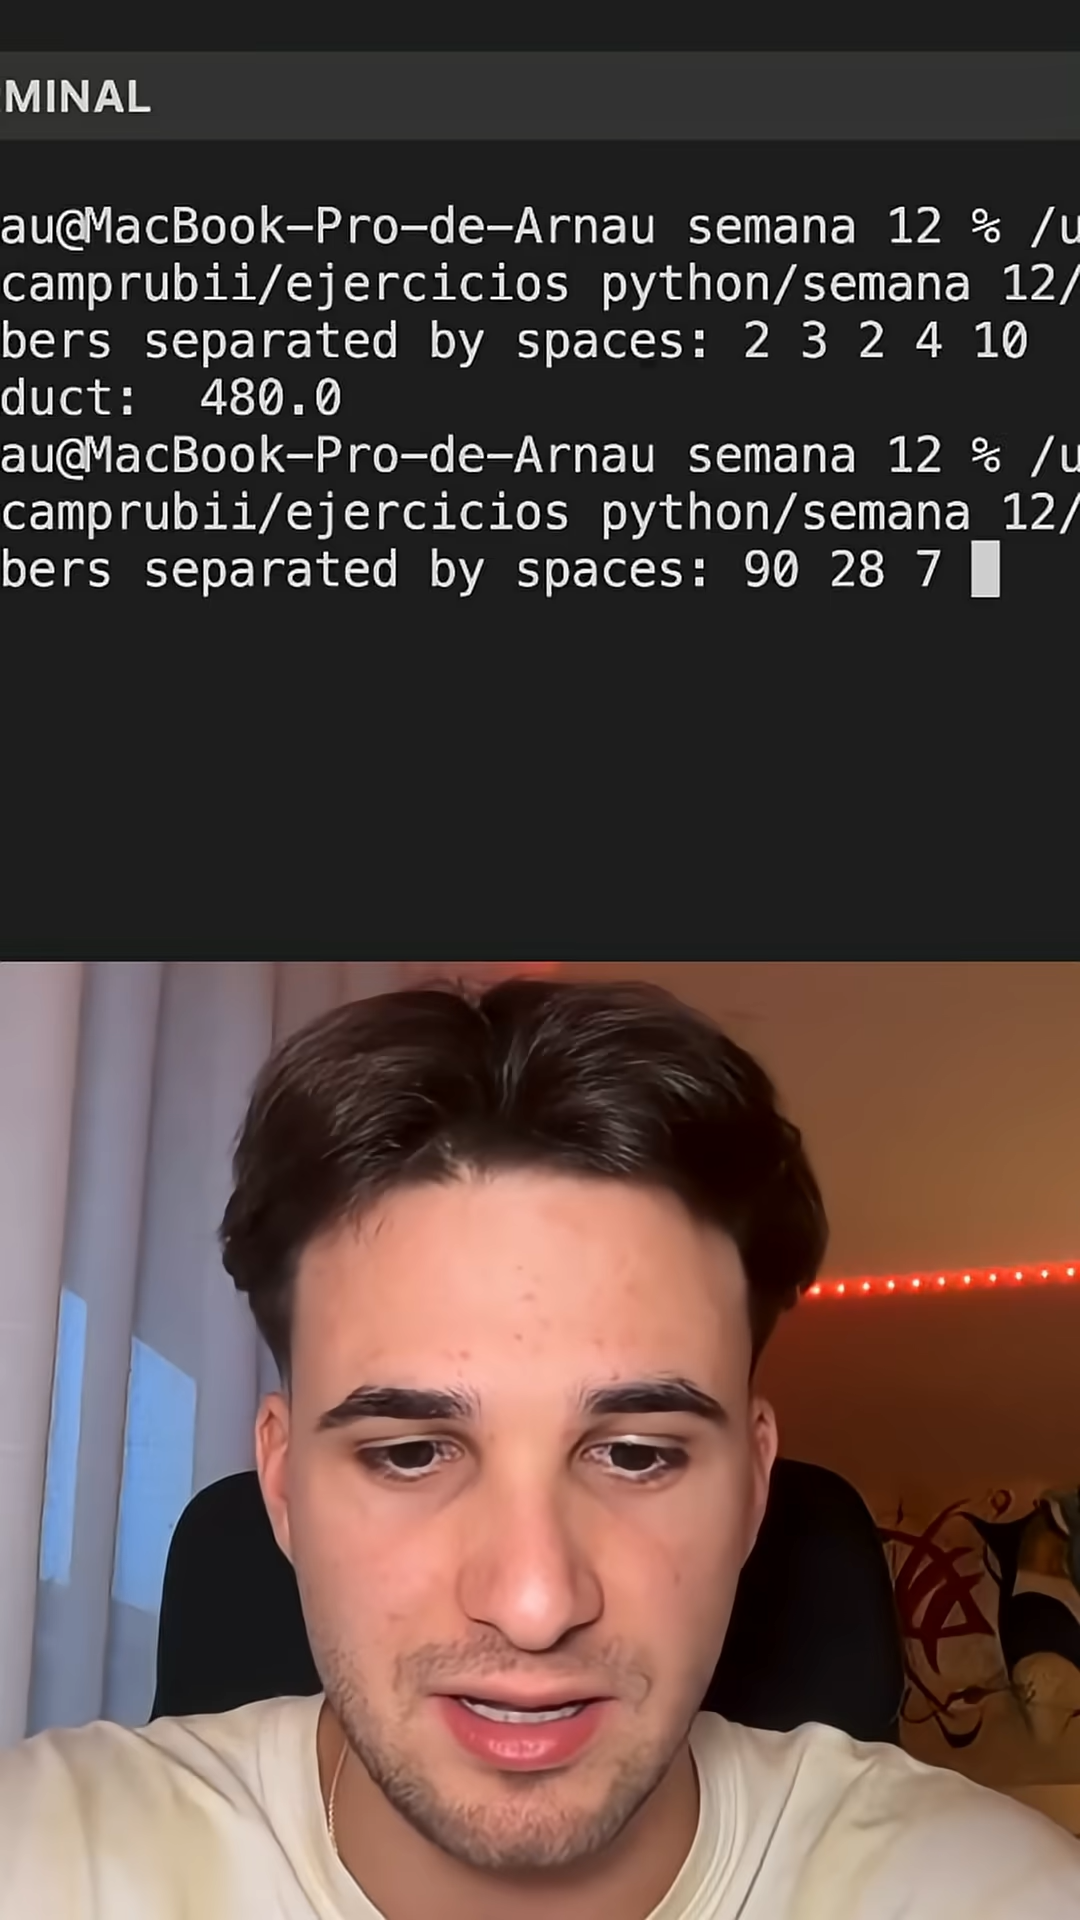 MINAL
au@MacBook-Pro-de-Arnau semana 12 % /u
camprubii/ejercicios python/semana 12/
bers separated by spaces: 2 3 2 4 10
duct:  480.0
au@MacBook-Pro-de-Arnau semana 12 % /u
camprubii/ejercicios python/semana 12/
bers separated by spaces: 90 28 7